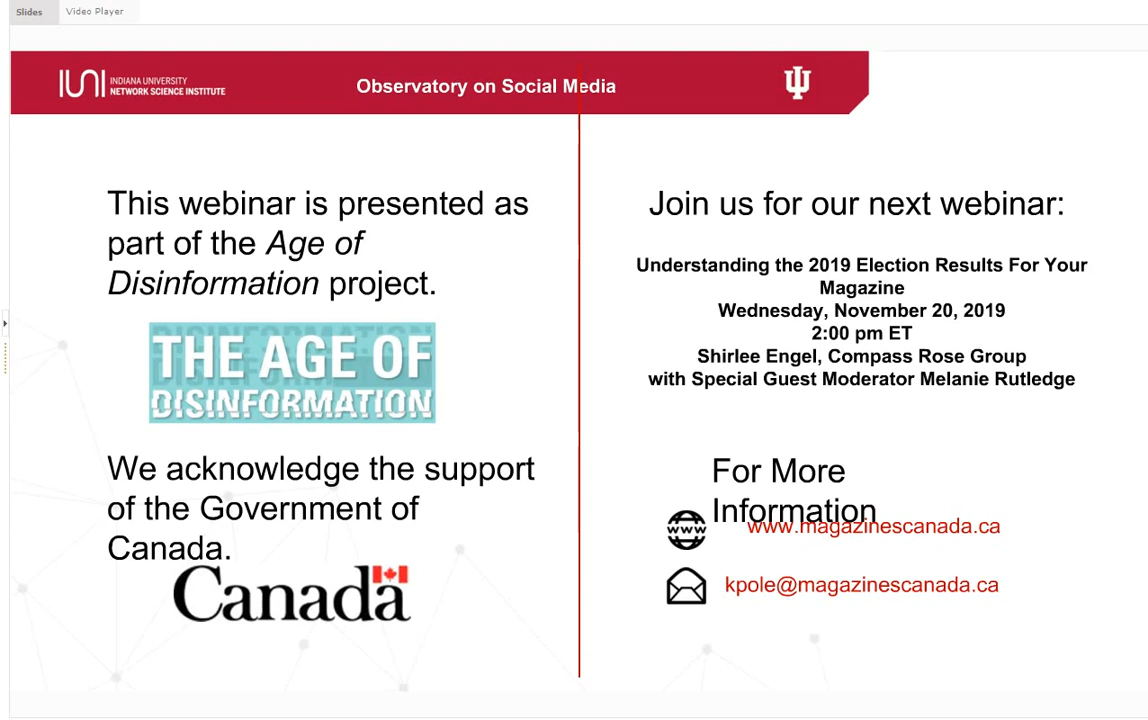 Slides
Video Player
INDIANA UNIVERSITY
NETWORK SCIENCE INSTITUTE
Observatory on Social Media
This webinar is presented as
part of the Age of
Disinformation project.
THE AGE OF
DISINFORMATION
We acknowledge the support
of the Government of
Canada.
Canada
Join us for our next webinar:
Understanding the 2019 Election Results For Your
Magazine
Wednesday, November 20, 2019
2:00 pm ET
Shirlee Engel, Compass Rose Group
with Special Guest Moderator Melanie Rutledge
For More
Information
www
www.magazinescanada.ca
kpole@magazinescanada.ca